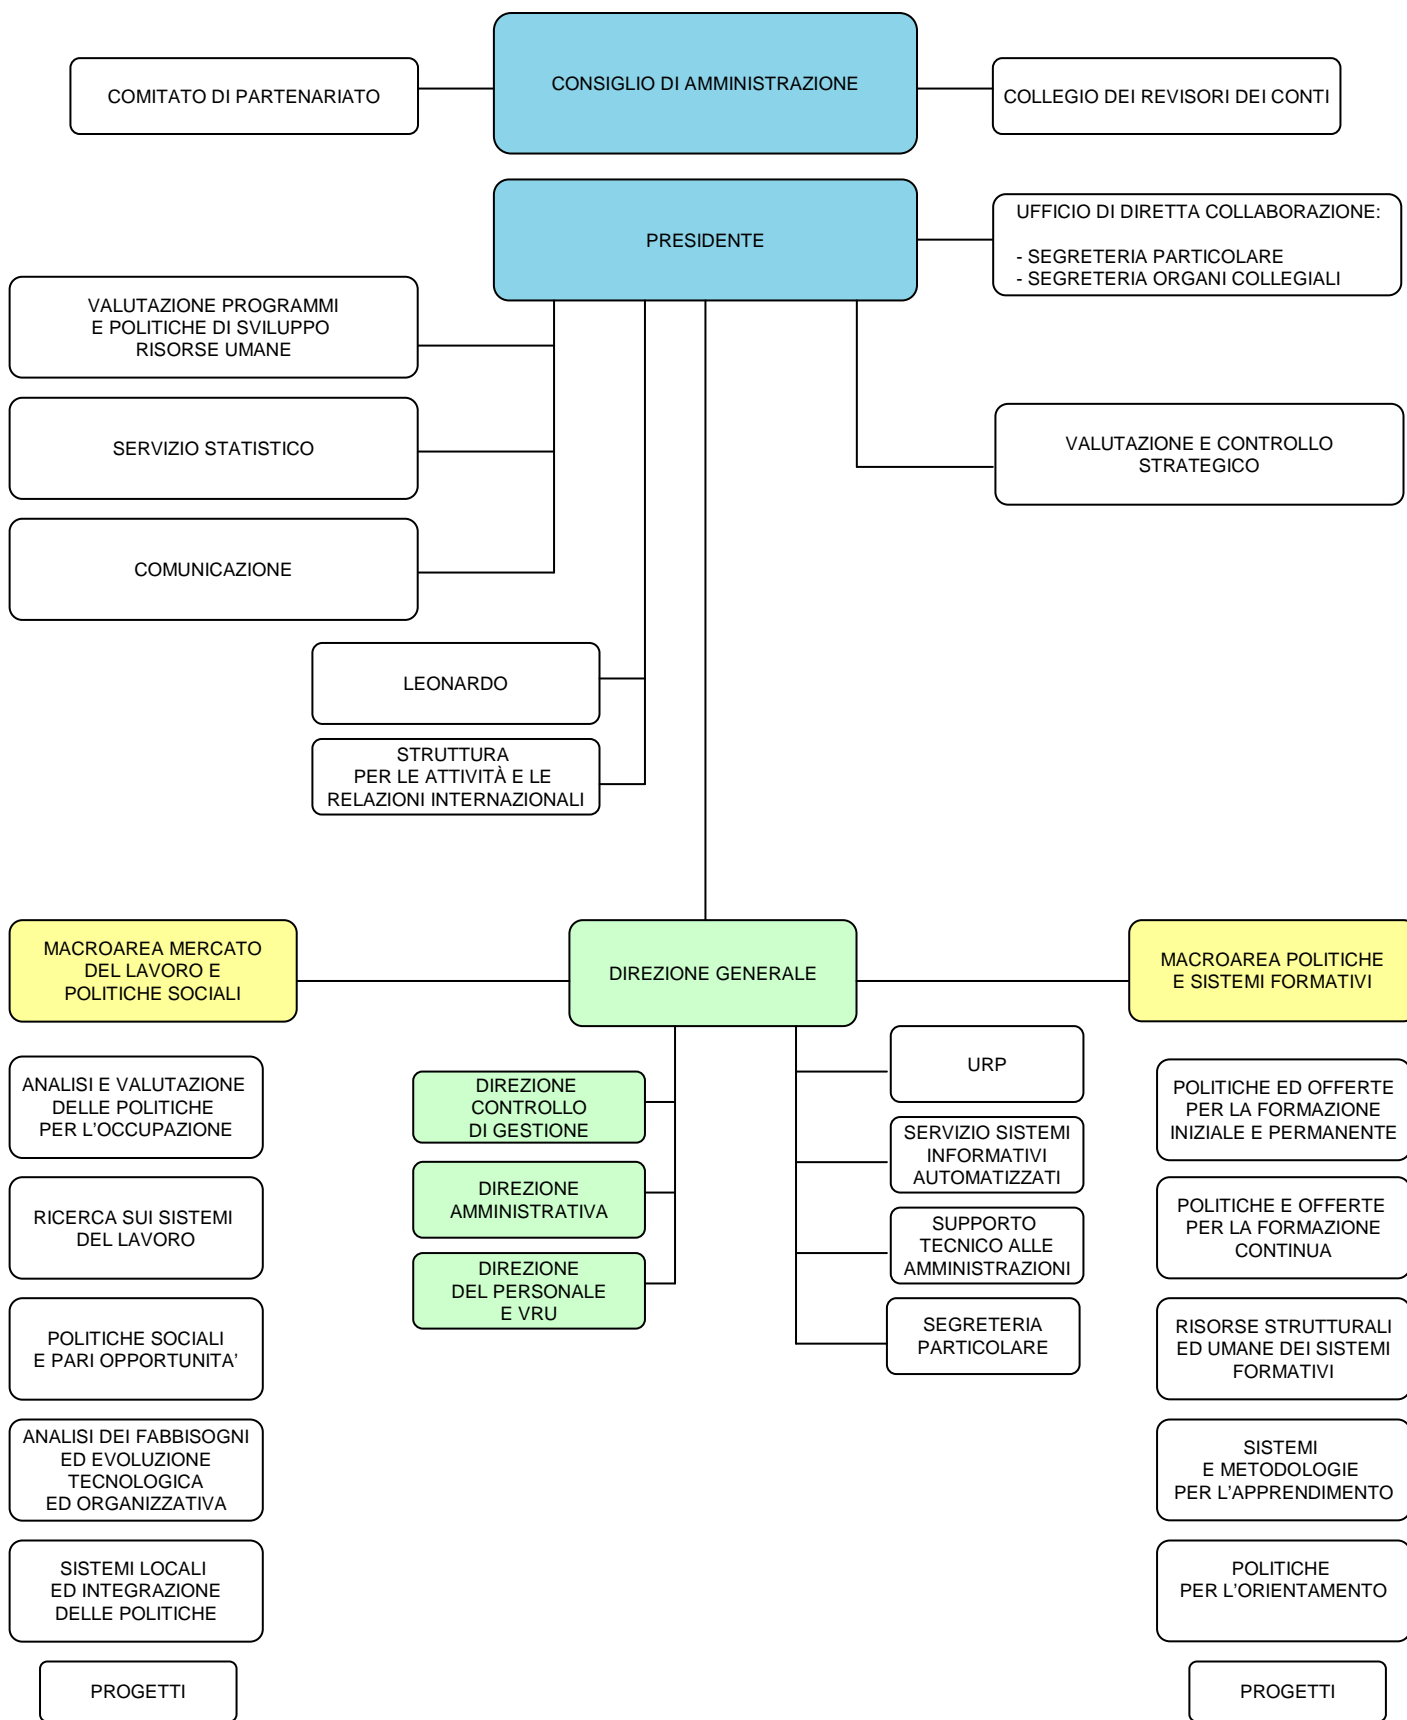 COMITATO DI PARTENARIATO
CONSIGLIO DI AMMINISTRAZIONE
COLLEGIO DEI REVISORI DEI CONTI
PRESIDENTE
UFFICIO DI DIRETTA COLLABORAZIONE:
- SEGRETERIA PARTICOLARE
- SEGRETERIA ORGANI COLLEGIALI
VALUTAZIONE PROGRAMMI
E POLITICHE DI SVILUPPO
RISORSE UMANE
SERVIZIO STATISTICO
VALUTAZIONE E CONTROLLO
STRATEGICO
COMUNICAZIONE
LEONARDO
STRUTTURA
PER LE ATTIVITÀ E LE
RELAZIONI INTERNAZIONALI
MACROAREA MERCATO
DEL LAVORO E
POLITICHE SOCIALI
DIREZIONE GENERALE
MACROAREA POLITICHE
E SISTEMI FORMATIVI
ANALISI E VALUTAZIONE
DELLE POLITICHE
PER L'OCCUPAZIONE
RICERCA SUI SISTEMI
DEL LAVORO
POLITICHE SOCIALI
E PARI OPPORTUNITA'
ANALISI DEI FABBISOGNI
ED EVOLUZIONE
TECNOLOGICA
ED ORGANIZZATIVA
SISTEMI LOCALI
ED INTEGRAZIONE
DELLE POLITICHE
PROGETTI
DIREZIONE
CONTROLLO
DI GESTIONE
DIREZIONE
AMMINISTRATIVA
DIREZIONE
DEL PERSONALE
E VRU
URP
SERVIZIO SISTEMI
INFORMATIVI
AUTOMATIZZATI
SUPPORTO
TECNICO ALLE
AMMINISTRAZIONI
SEGRETERIA
PARTICOLARE
POLITICHE ED OFFERTE
PER LA FORMAZIONE
INIZIALE E PERMANENTE
POLITICHE E OFFERTE
PER LA FORMAZIONE
CONTINUA
RISORSE STRUTTURALI
ED UMANE DEI SISTEMI
FORMATIVI
SISTEMI
E METODOLOGIE
PER L'APPRENDIMENTO
POLITICHE
PER L'ORIENTAMENTO
PROGETTI